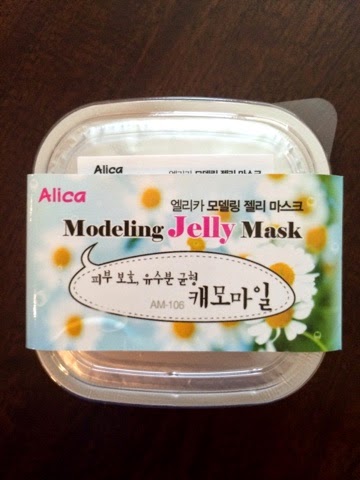 Alica
Alica
엘리카 모델링 젤리 마스크
Modeling Jelly Mask
피부 보호, 유수분 균형
AM-106
캐모마일